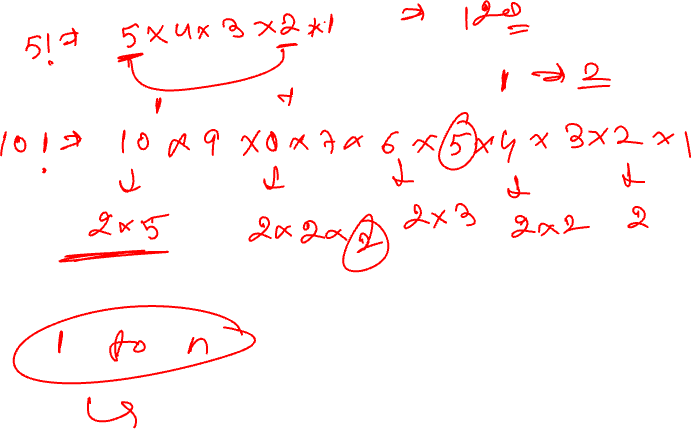 5! ⇒ 5 × 4 × 3 × 2 × 1 ⇒ 120
1 ⇒ 2
10! ⇒ 10 × 9 × 8 × 7 × 6 × 5 × 4 × 3 × 2 × 1
2 × 5 2 × 2 × 2 2 × 3 2 × 2 2
1 to n